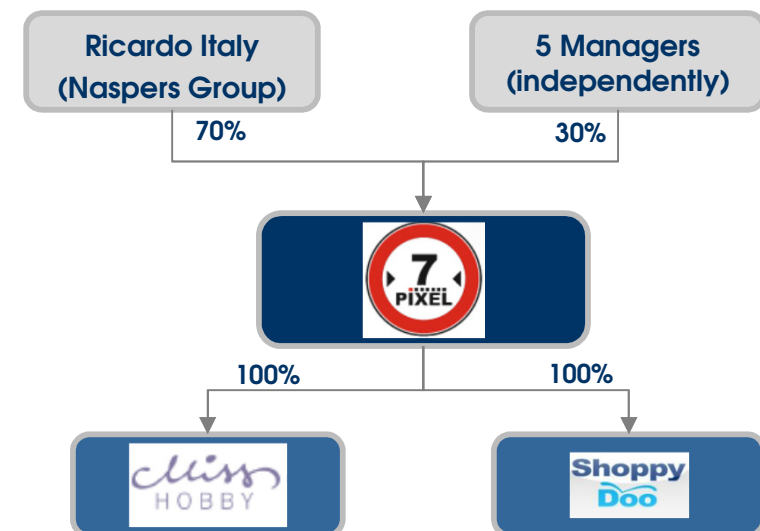 Ricardo Italy
(Naspers Group)
5 Managers
(independently)
70%
30%
7
PIXEL
100%
100%
Miss
HOBBY
Shoppy
Doo